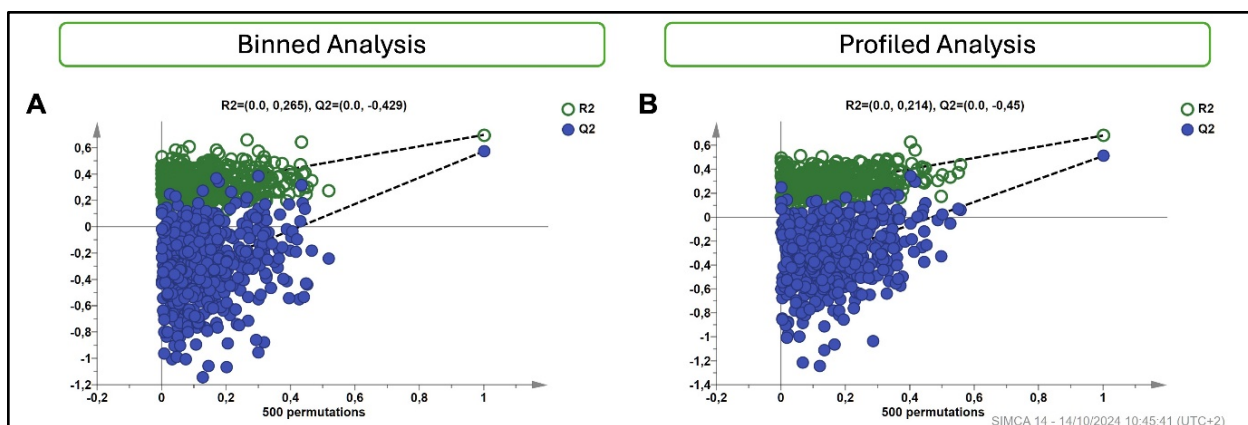 Binned Analysis
Profiled Analysis
A
R2=(0.0, 0,265), Q2=(0.0, -0,429)
R2
Q2
0,6
0,4
0,2
0
-0,2
-0,4
-0,6
-0,8
-1
-1,2
-0,2
0
0,2
0,4
0,6
0,8
1
500 permutations
B
R2=(0.0, 0,214), Q2=(0.0, -0,45)
R2
Q2
0,6
0,4
0,2
0
-0,2
-0,4
-0,6
-0,8
-1
-1,2
-1,4
-0,2
0
0,2
0,4
0,6
0,8
1
500 permutations
SIMCA 14 - 14/10/2024 10:45:41 (UTC+2)